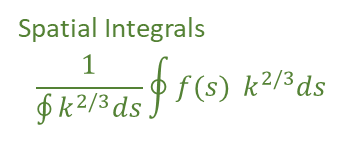 Spatial Integrals
1/∮k^{2/3}ds ∮ f(s) k^{2/3}ds